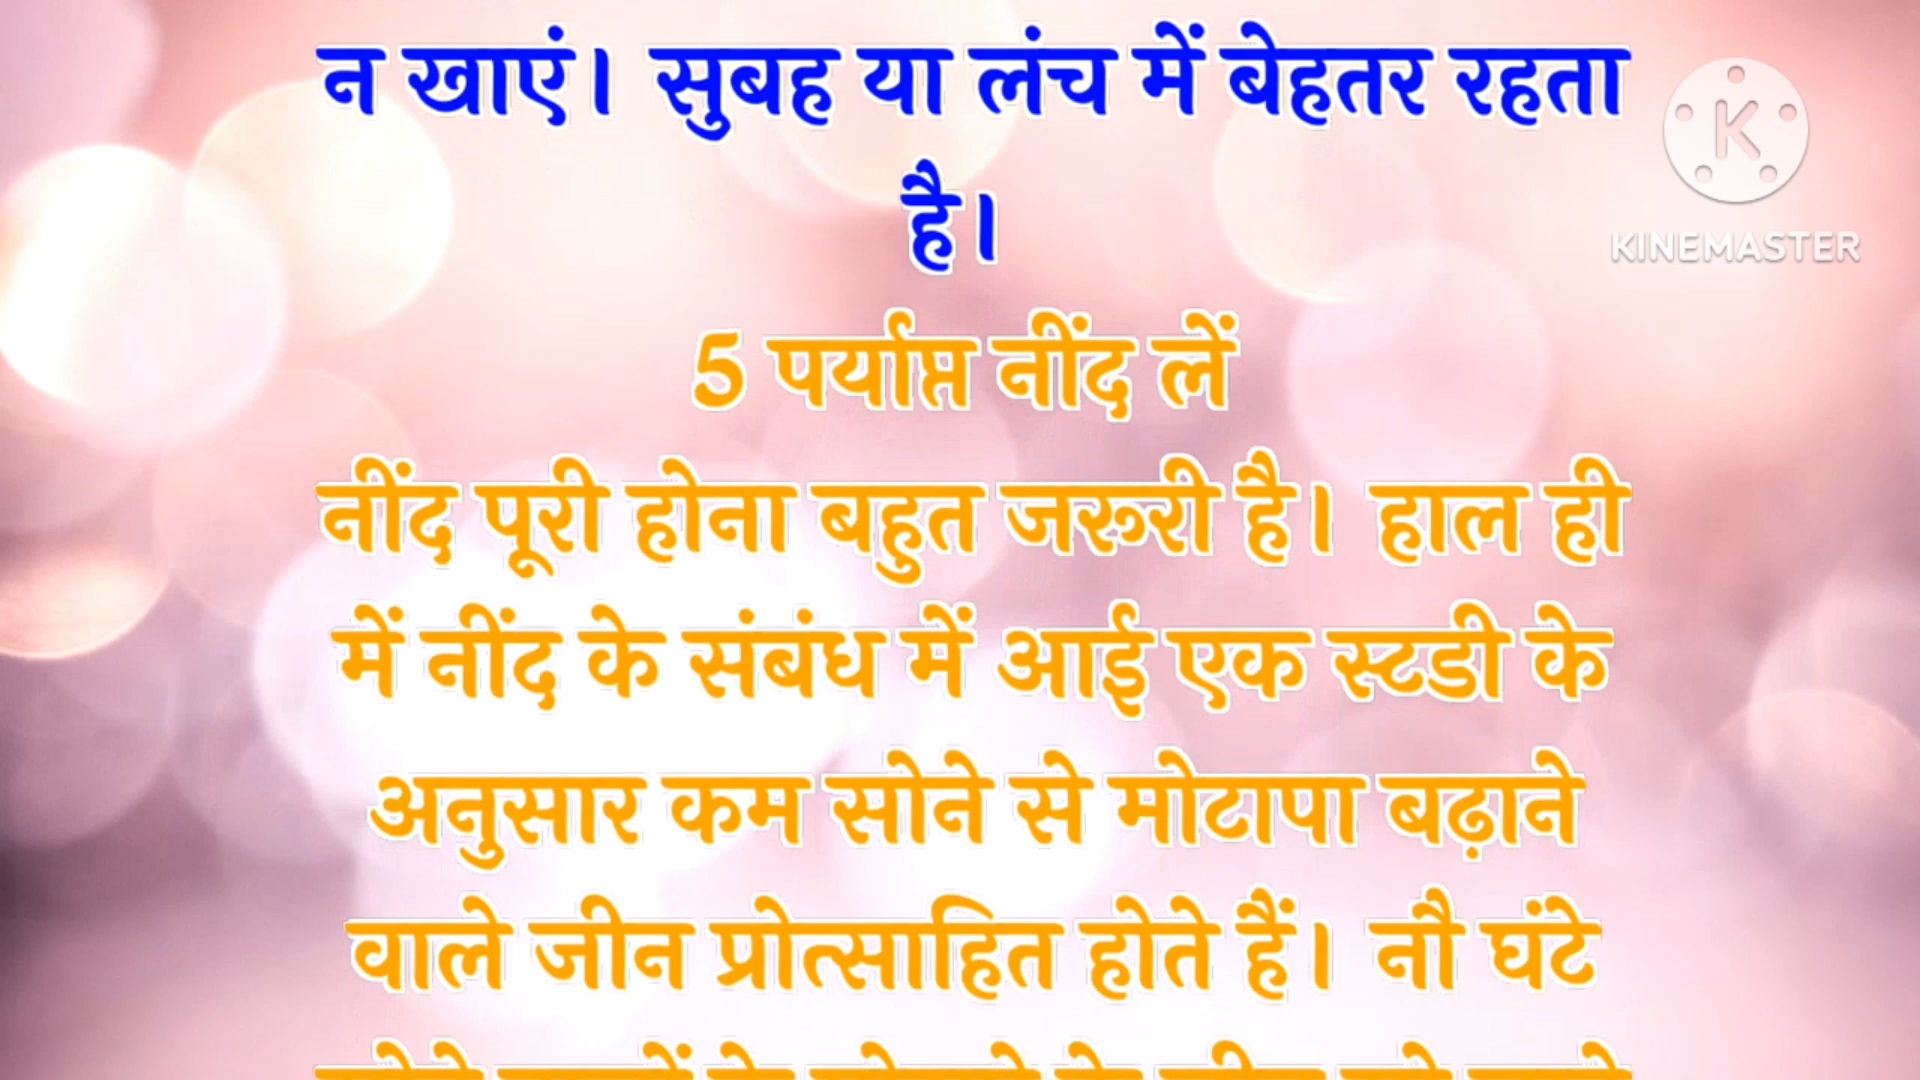 न खाएं। सुबह या लंच में बेहतर रहता
है।
K
KINEMASTER
5 पर्याप्त नींद लें
नींद पूरी होना बहुत जरूरी है। हाल ही
में नींद के संबंध में आई एक स्टडी के
अनुसार कम सोने से मोटापा बढ़ाने
वाले जीन प्रोत्साहित होते हैं। नौ घंटे